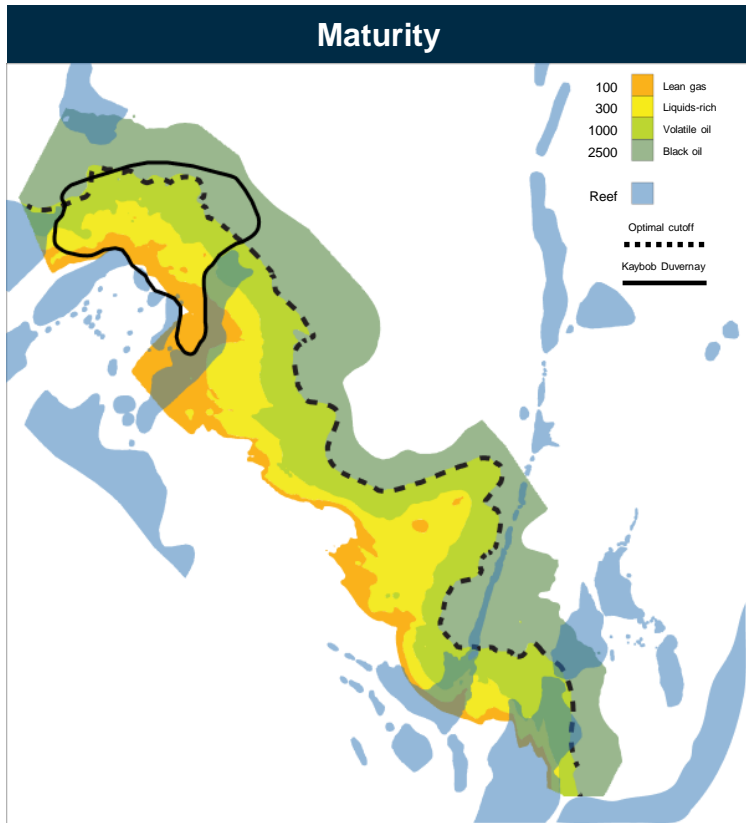 Maturity
100 Lean gas
300 Liquids-rich
1000 Volatile oil
2500 Black oil
Reef
Optimal cutoff
Kaybob Duvernay